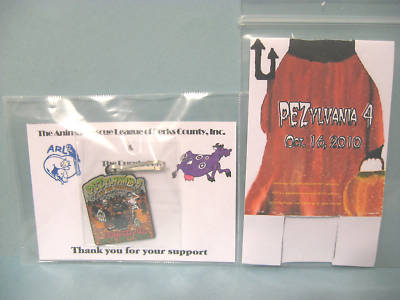 The Animal Rescue League of Berks County, Inc.
&
The
ARL
Thank you for your support
PEZylvania 4
Oct. 16, 2010